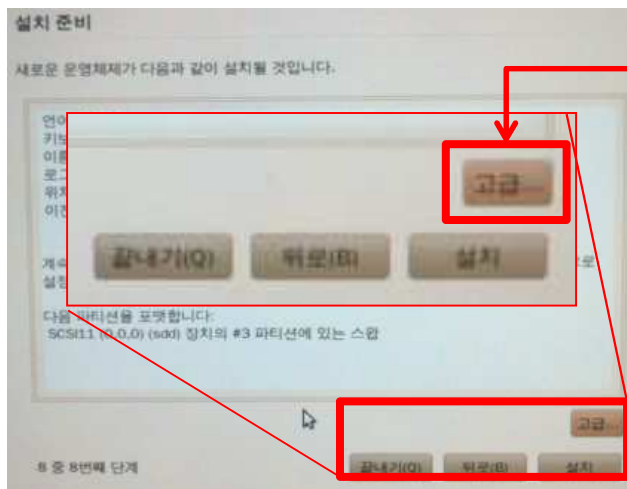 설치 준비
새로운 운영체제가 다음과 같이 설치될 것입니다.
언어
키보
이름
로그
위치
이전
고급...
끝내기(Q) 뒤로(B) 설치
계속
설정
다음 파티션을 포맷합니다:
SCSI11 (0,0,0) (sdd) 장치의 #3 파티션에 있는 스왑
고급...
8 중 8번째 단계
끝내기(Q) 뒤로(B) 설치